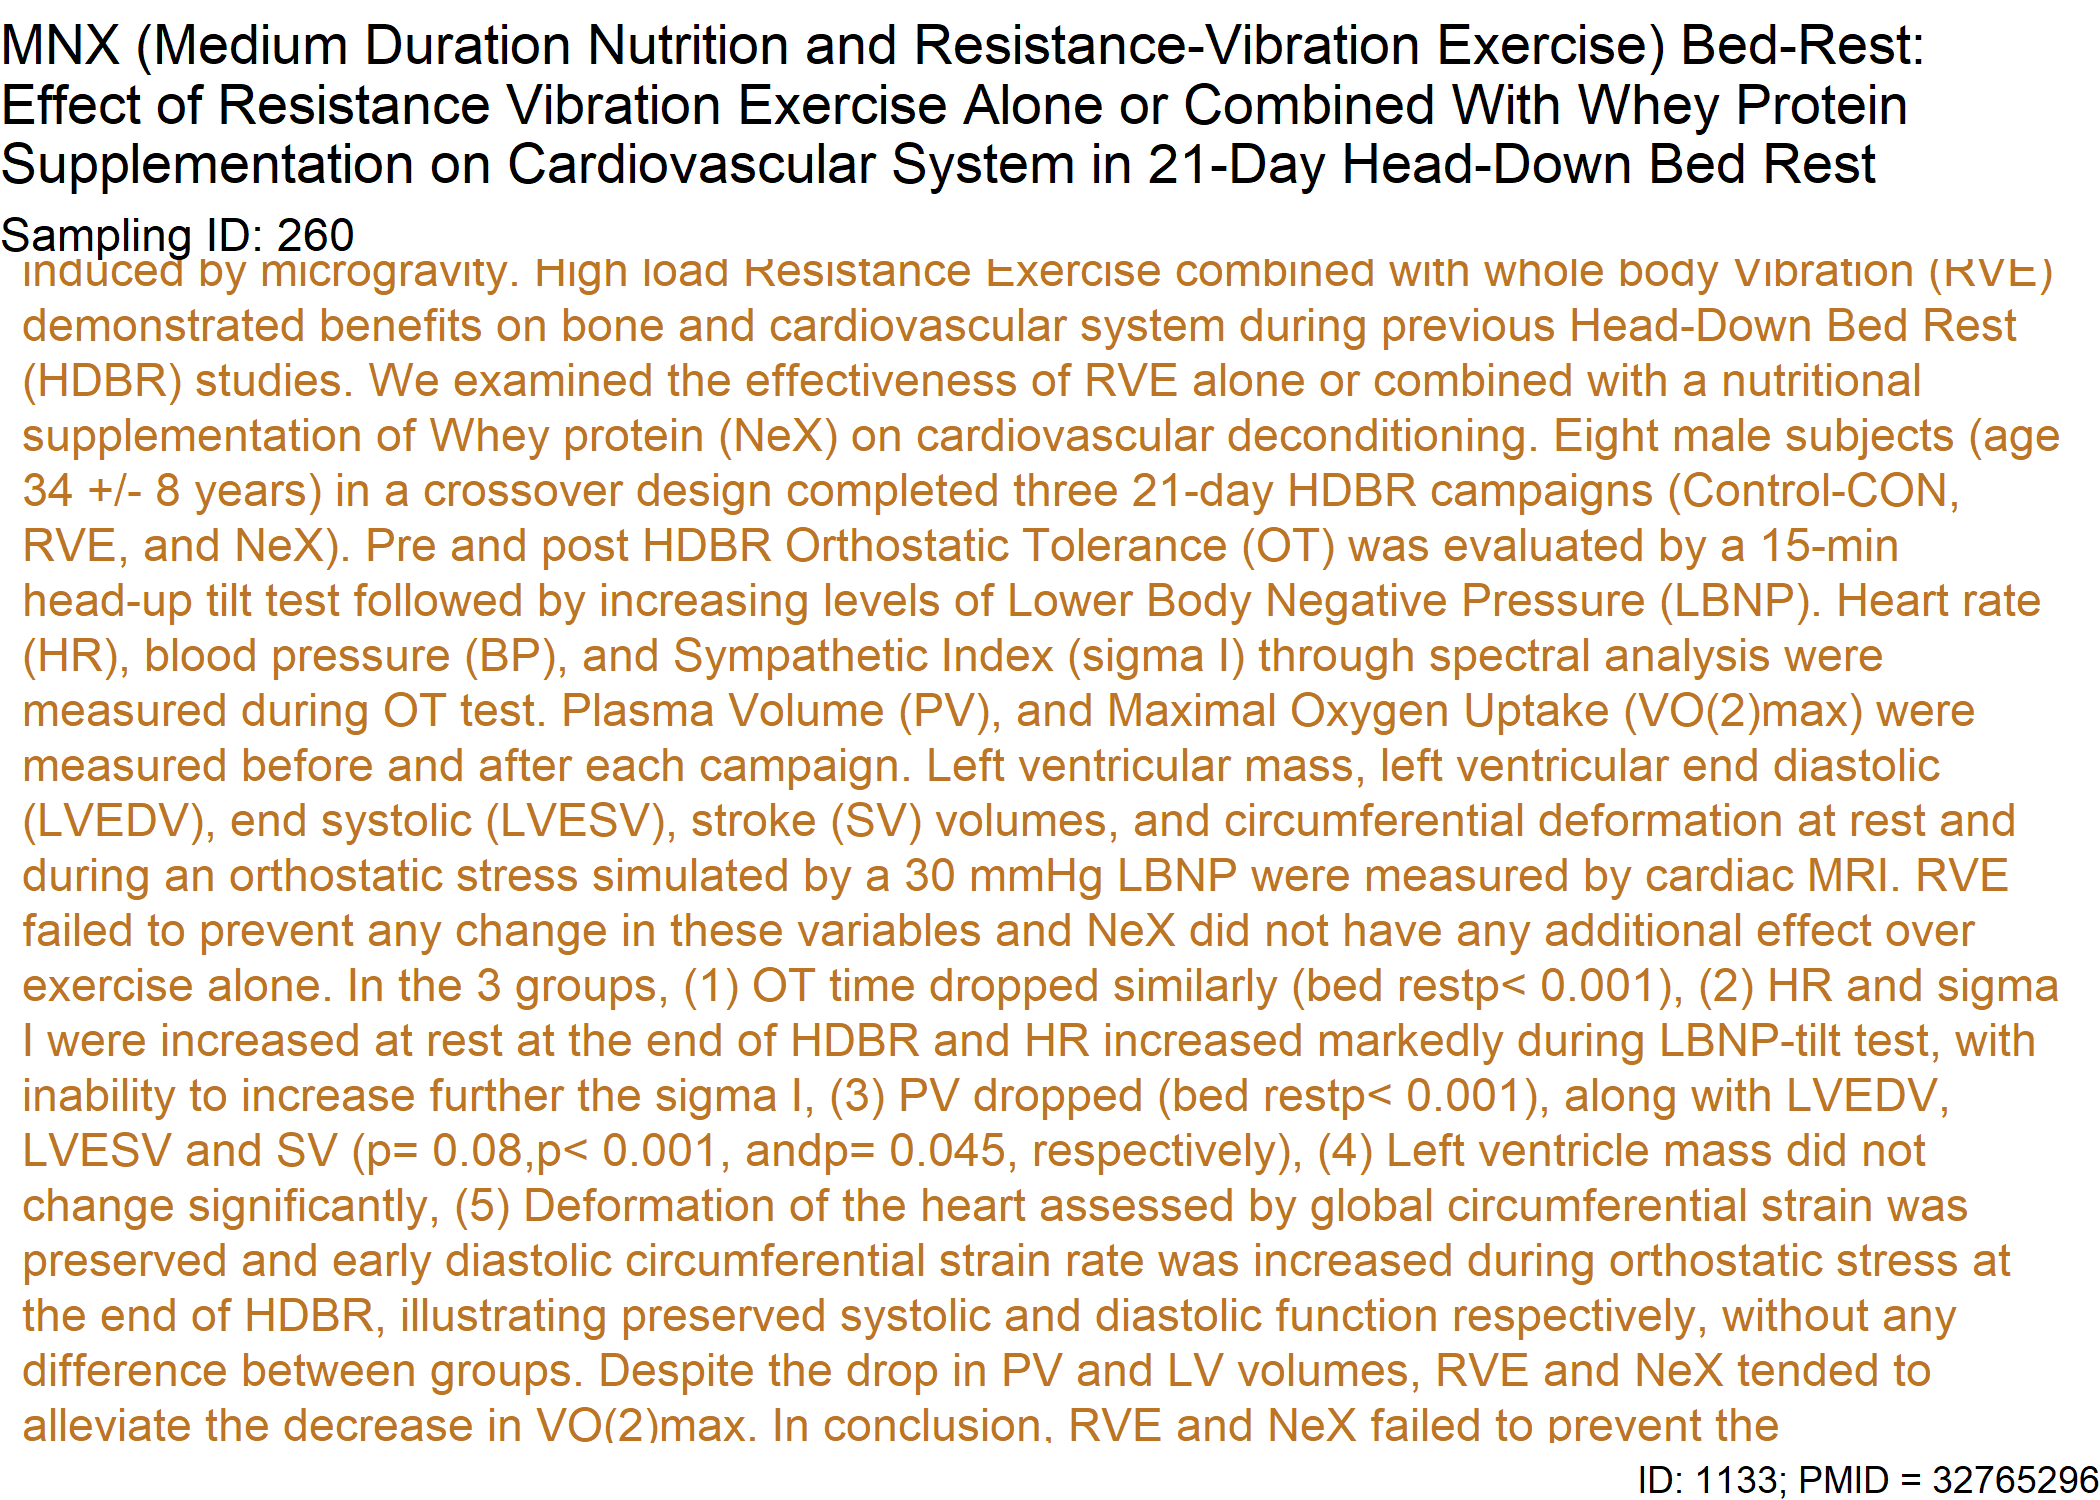 MNX (Medium Duration Nutrition and Resistance-Vibration Exercise) Bed-Rest:
Effect of Resistance Vibration Exercise Alone or Combined With Whey Protein
Supplementation on Cardiovascular System in 21-Day Head-Down Bed Rest
Sampling ID: 260
induced by microgravity. High load Resistance Exercise combined with whole body Vibration (RVE)
demonstrated benefits on bone and cardiovascular system during previous Head-Down Bed Rest
(HDBR) studies. We examined the effectiveness of RVE alone or combined with a nutritional
supplementation of Whey protein (NeX) on cardiovascular deconditioning. Eight male subjects (age
34 +/- 8 years) in a crossover design completed three 21-day HDBR campaigns (Control-CON,
RVE, and NeX). Pre and post HDBR Orthostatic Tolerance (OT) was evaluated by a 15-min
head-up tilt test followed by increasing levels of Lower Body Negative Pressure (LBNP). Heart rate
(HR), blood pressure (BP), and Sympathetic Index (sigma I) through spectral analysis were
measured during OT test. Plasma Volume (PV), and Maximal Oxygen Uptake (VO(2)max) were
measured before and after each campaign. Left ventricular mass, left ventricular end diastolic
(LVEDV), end systolic (LVESV), stroke (SV) volumes, and circumferential deformation at rest and
during an orthostatic stress simulated by a 30 mmHg LBNP were measured by cardiac MRI. RVE
failed to prevent any change in these variables and NeX did not have any additional effect over
exercise alone. In the 3 groups, (1) OT time dropped similarly (bed restp< 0.001), (2) HR and sigma
I were increased at rest at the end of HDBR and HR increased markedly during LBNP-tilt test, with
inability to increase further the sigma I, (3) PV dropped (bed restp< 0.001), along with LVEDV,
LVESV and SV (p= 0.08,p< 0.001, andp= 0.045, respectively), (4) Left ventricle mass did not
change significantly, (5) Deformation of the heart assessed by global circumferential strain was
preserved and early diastolic circumferential strain rate was increased during orthostatic stress at
the end of HDBR, illustrating preserved systolic and diastolic function respectively, without any
difference between groups. Despite the drop in PV and LV volumes, RVE and NeX tended to
alleviate the decrease in VO(2)max. In conclusion, RVE and NeX failed to prevent the
ID: 1133; PMID = 32765296